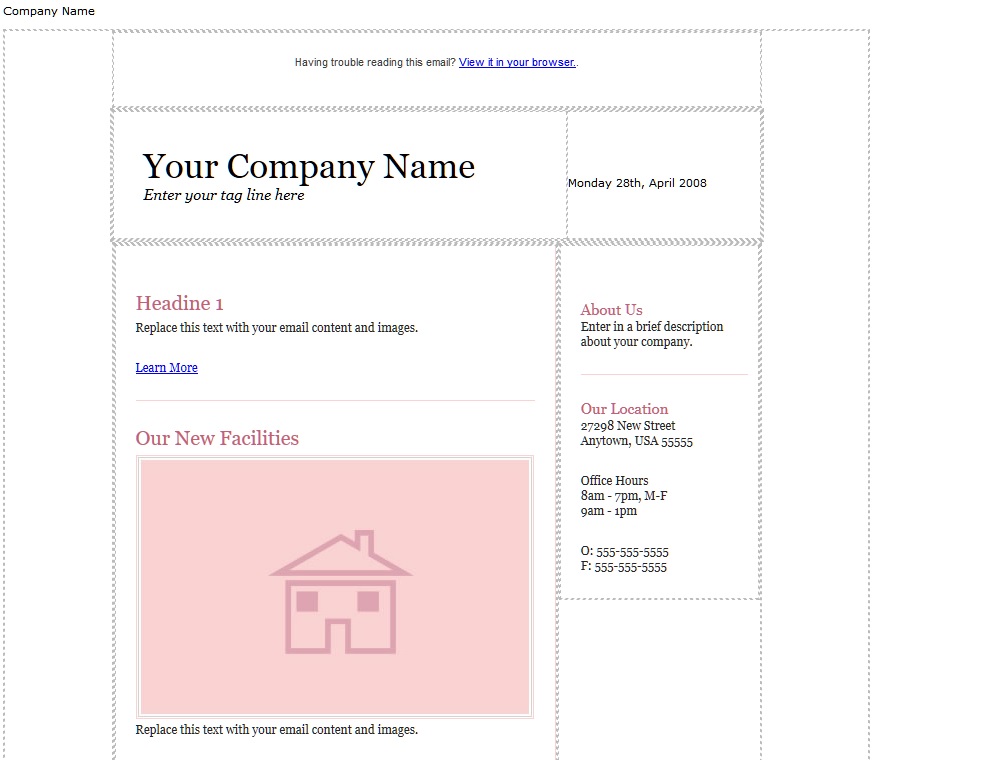 Company Name
Having trouble reading this email? View it in your browser..
Your Company Name
Enter your tag line here
Monday 28th, April 2008
Headine 1
Replace this text with your email content and images.
Learn More
Our New Facilities
Replace this text with your email content and images.
About Us
Enter in a brief description
about your company.
Our Location
27298 New Street
Anytown, USA 55555
Office Hours
8am - 7pm, M-F
9am - 1pm
O: 555-555-5555
F: 555-555-5555